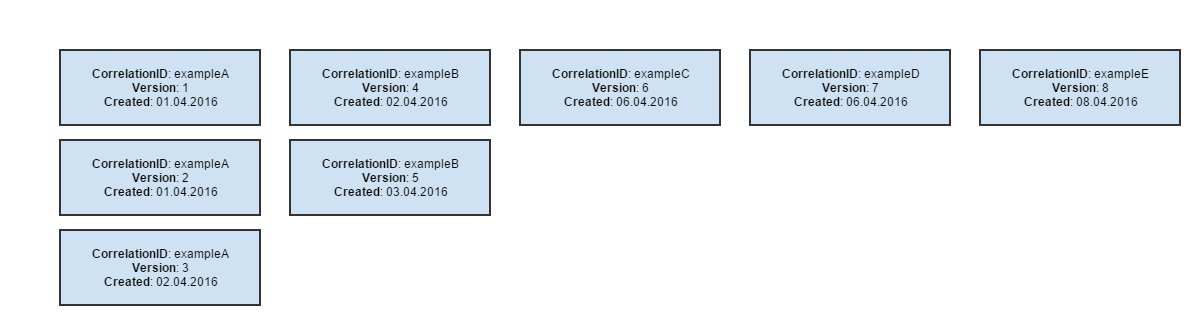 CorrelationID: exampleA
Version: 1
Created: 01.04.2016
CorrelationID: exampleB
Version: 4
Created: 02.04.2016
CorrelationID: exampleC
Version: 6
Created: 06.04.2016
CorrelationID: exampleD
Version: 7
Created: 06.04.2016
CorrelationID: exampleE
Version: 8
Created: 08.04.2016
CorrelationID: exampleA
Version: 2
Created: 01.04.2016
CorrelationID: exampleB
Version: 5
Created: 03.04.2016
CorrelationID: exampleA
Version: 3
Created: 02.04.2016